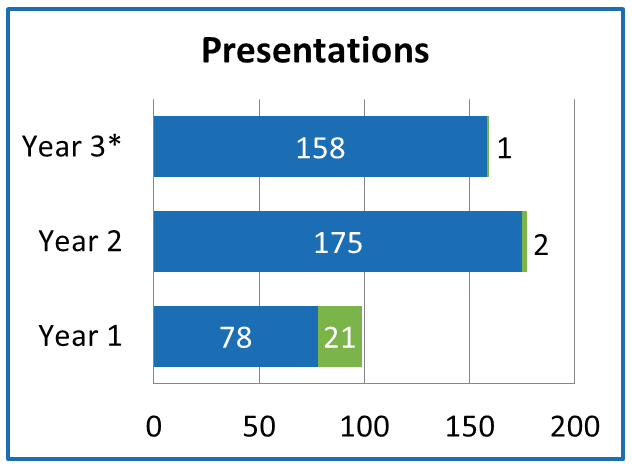 Presentations
Year 3* 158 1
Year 2 175 2
Year 1 78 21
0 50 100 150 200